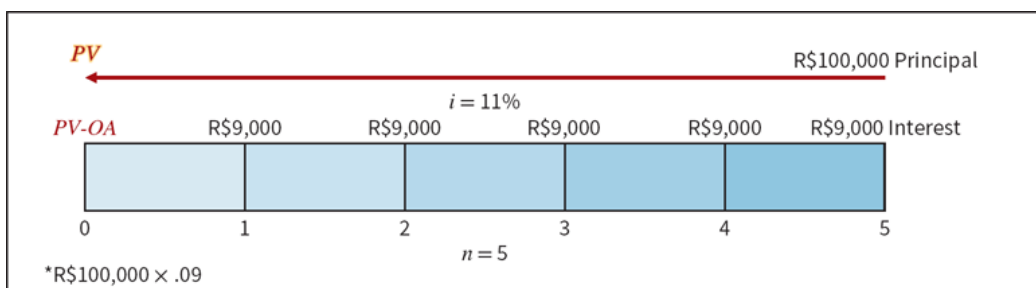 PV
R$100,000 Principal
i = 11%
PV-OA R$9,000 R$9,000 R$9,000 R$9,000 R$9,000 Interest
0 1 2 3 4 5
n = 5
*R$100,000 × .09